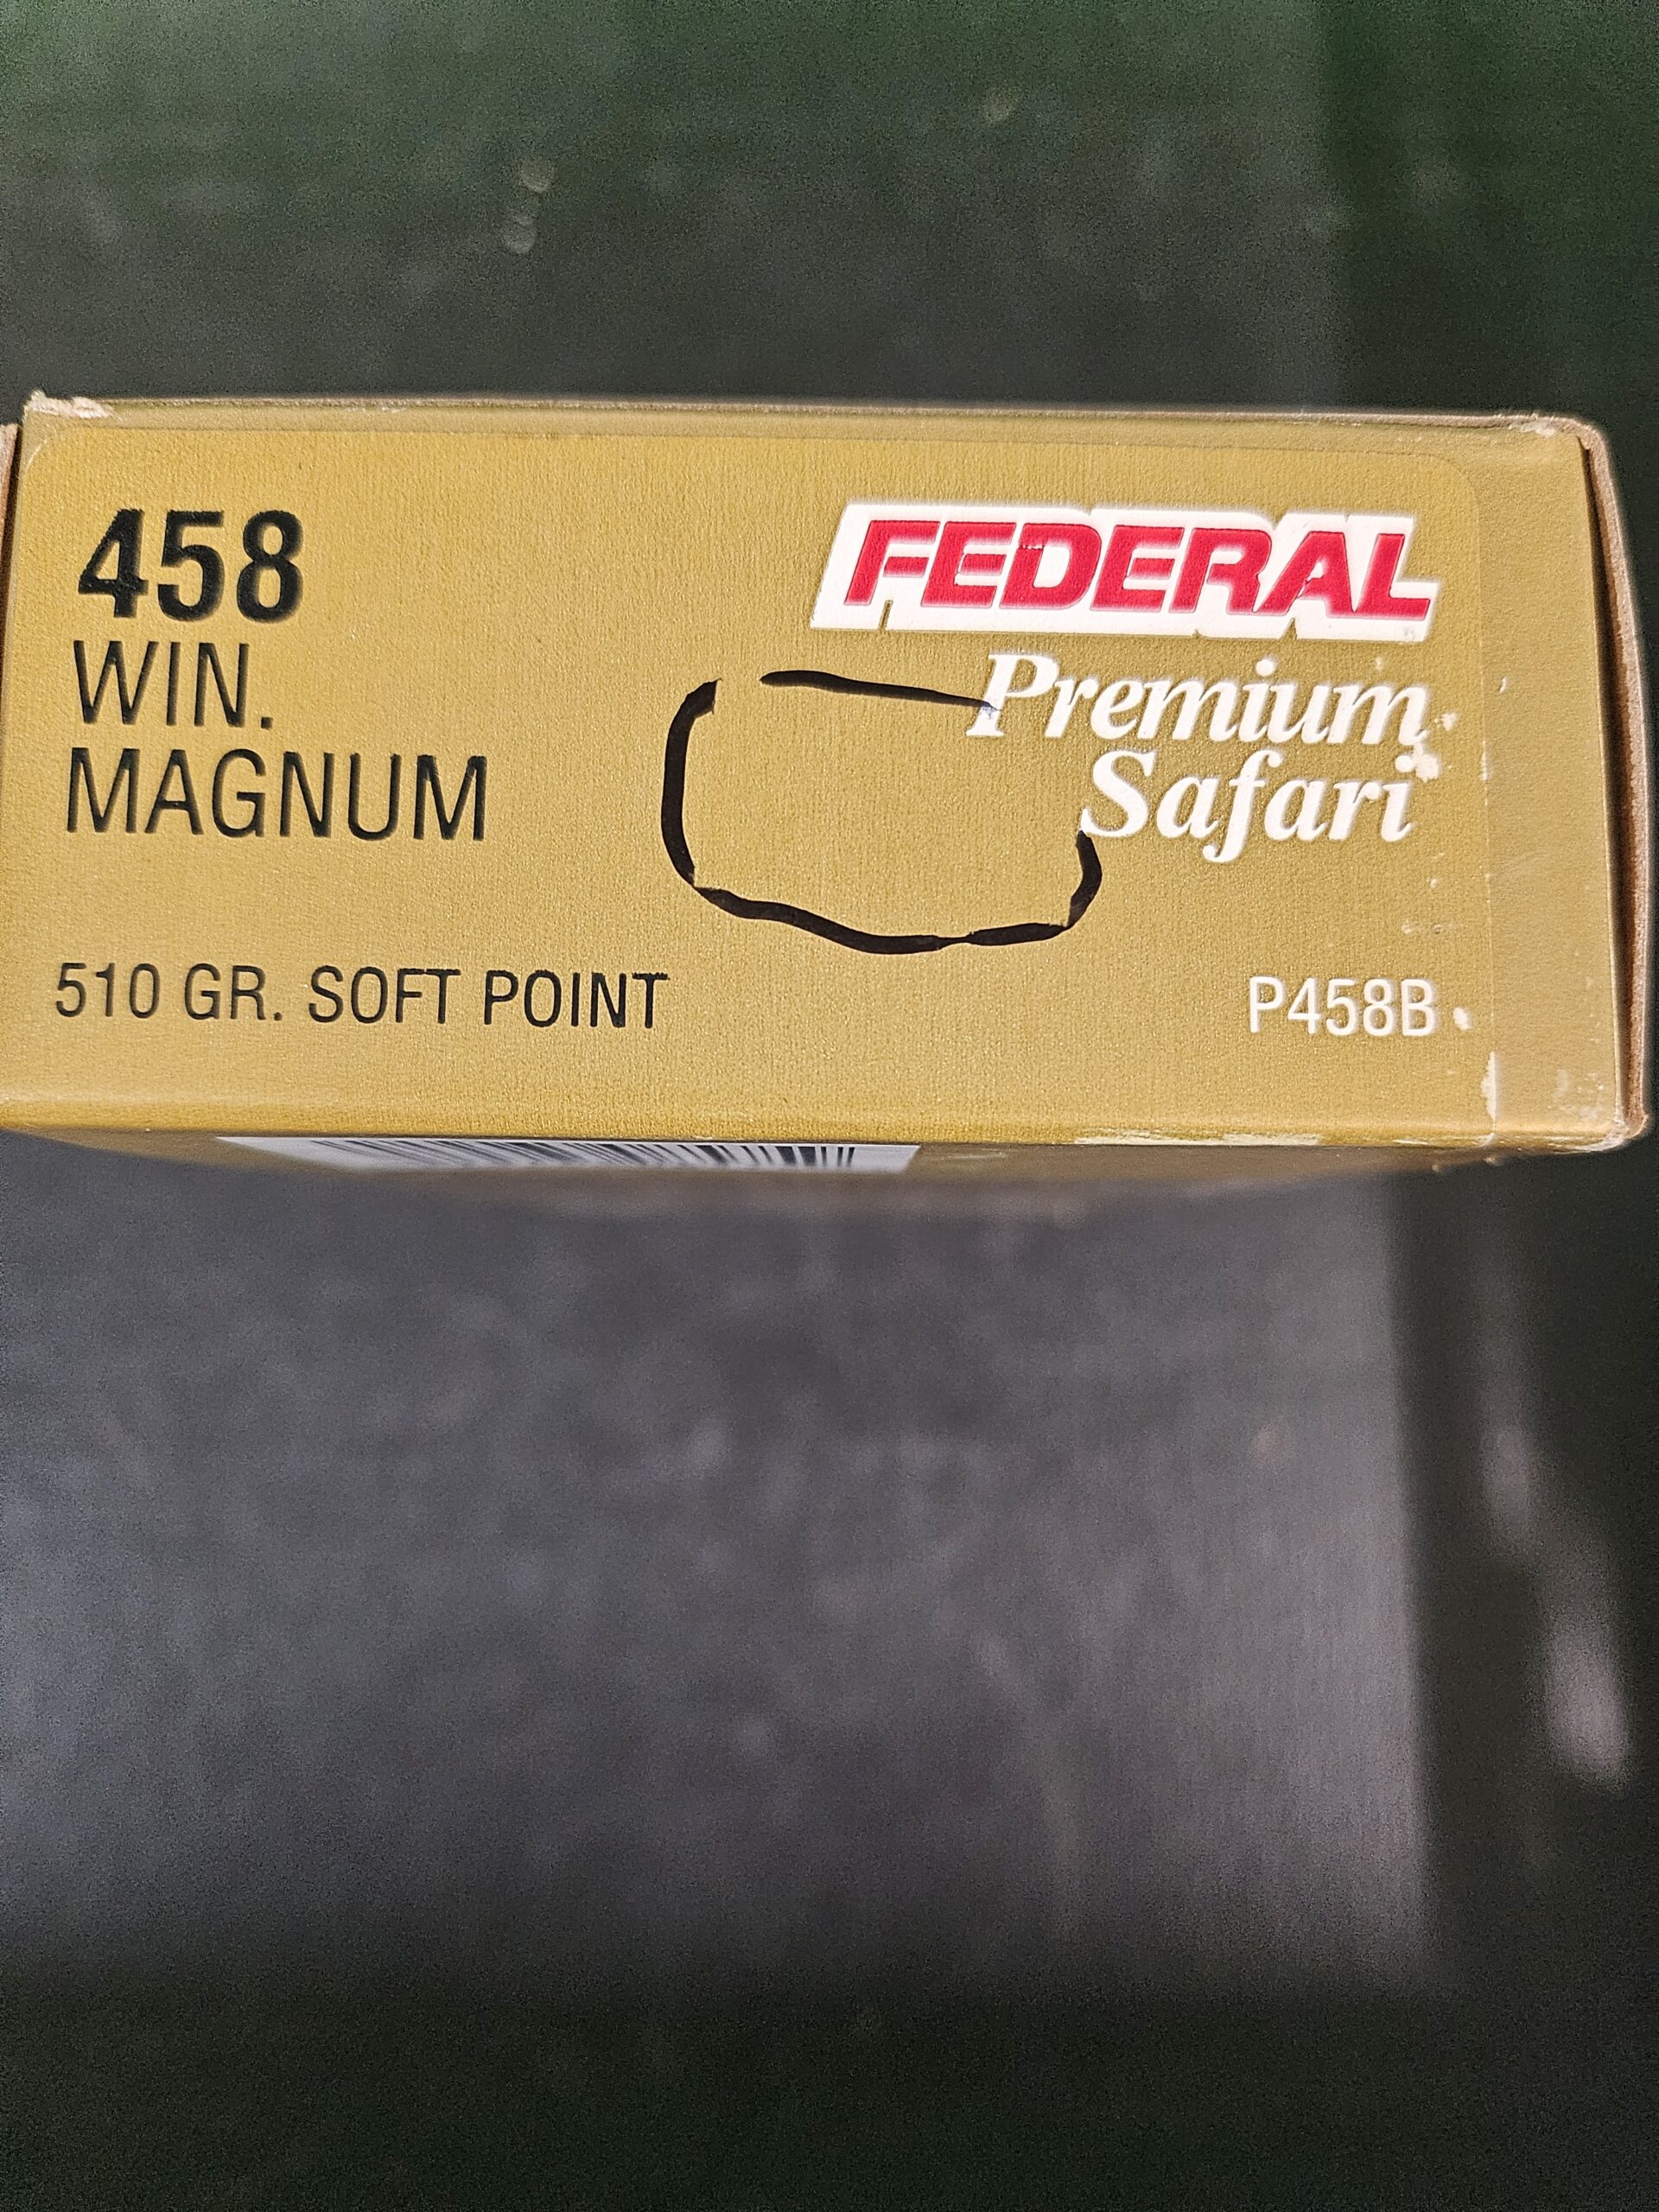 458
WIN.
MAGNUM
510 GR. SOFT POINT
FEDERAL
Premium
Safari
P458B